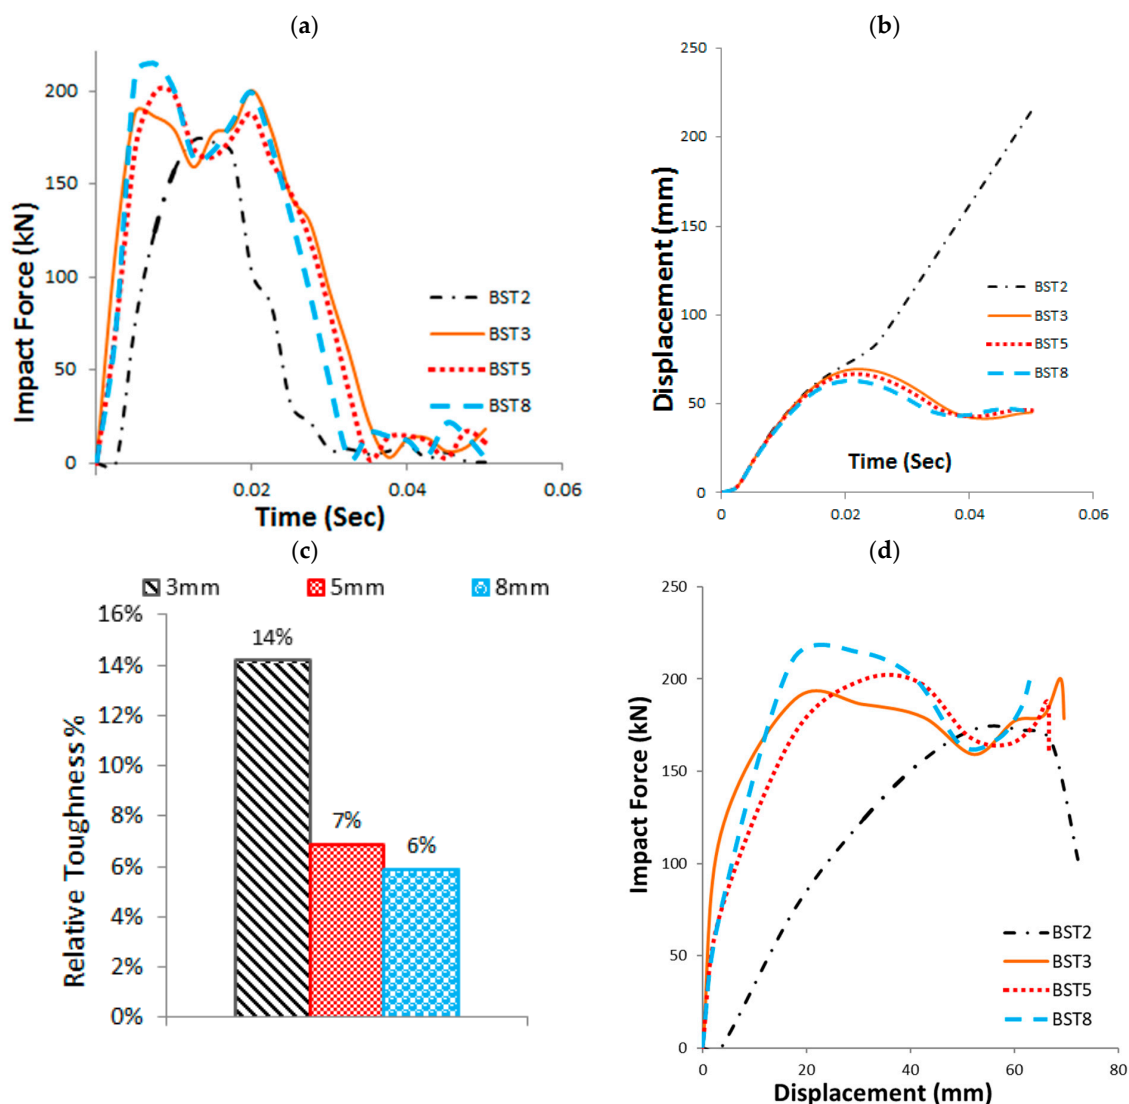 (a)
Impact Force (kN)
200
150
100
50
0
0.02
0.04
0.06
Time (Sec)
BST2
BST3
BST5
BST8
(b)
Displacement (mm)
250
200
150
100
50
0
0
0.02
0.04
0.06
Time (Sec)
BST2
BST3
BST5
BST8
(c)
3mm
5mm
8mm
Relative Toughness %
16%
14%
12%
10%
8%
6%
4%
2%
0%
14%
7%
6%
(d)
Impact Force (kN)
250
200
150
100
50
0
0
20
40
60
80
Displacement (mm)
BST2
BST3
BST5
BST8